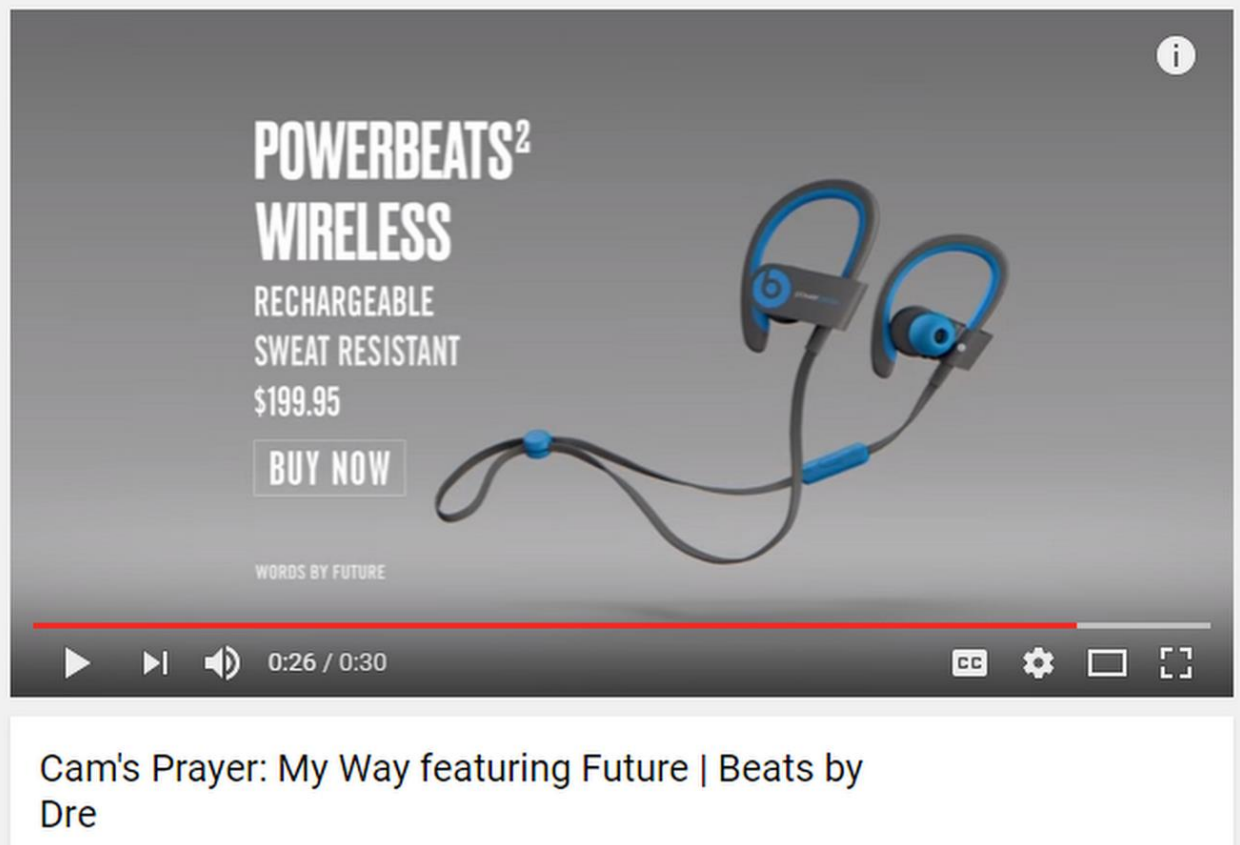 POWERBEATS²
WIRELESS
RECHARGEABLE
SWEAT RESISTANT
$199.95
BUY NOW
WORDS BY FUTURE
0:26 / 0:30
CC
Cam's Prayer: My Way featuring Future | Beats by
Dre